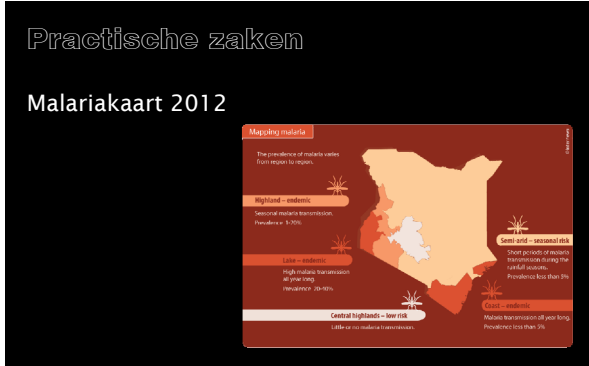 Practische zaken
Malariakaart 2012
Mapping malaria
The prevalence of malaria varies
from region to region.
Highland – endemic
Seasonal malaria transmission.
Prevalence 1-20%
Lake – endemic
High malaria transmission
all year long.
Prevalence 20-40%
Central highlands – low risk
Little or no malaria transmission.
Semi-arid – seasonal risk
Short periods of malaria
transmission during the
rainfall seasons.
Prevalence less than 5%
Coast – endemic
Malaria transmission all year long.
Prevalence less than 5%